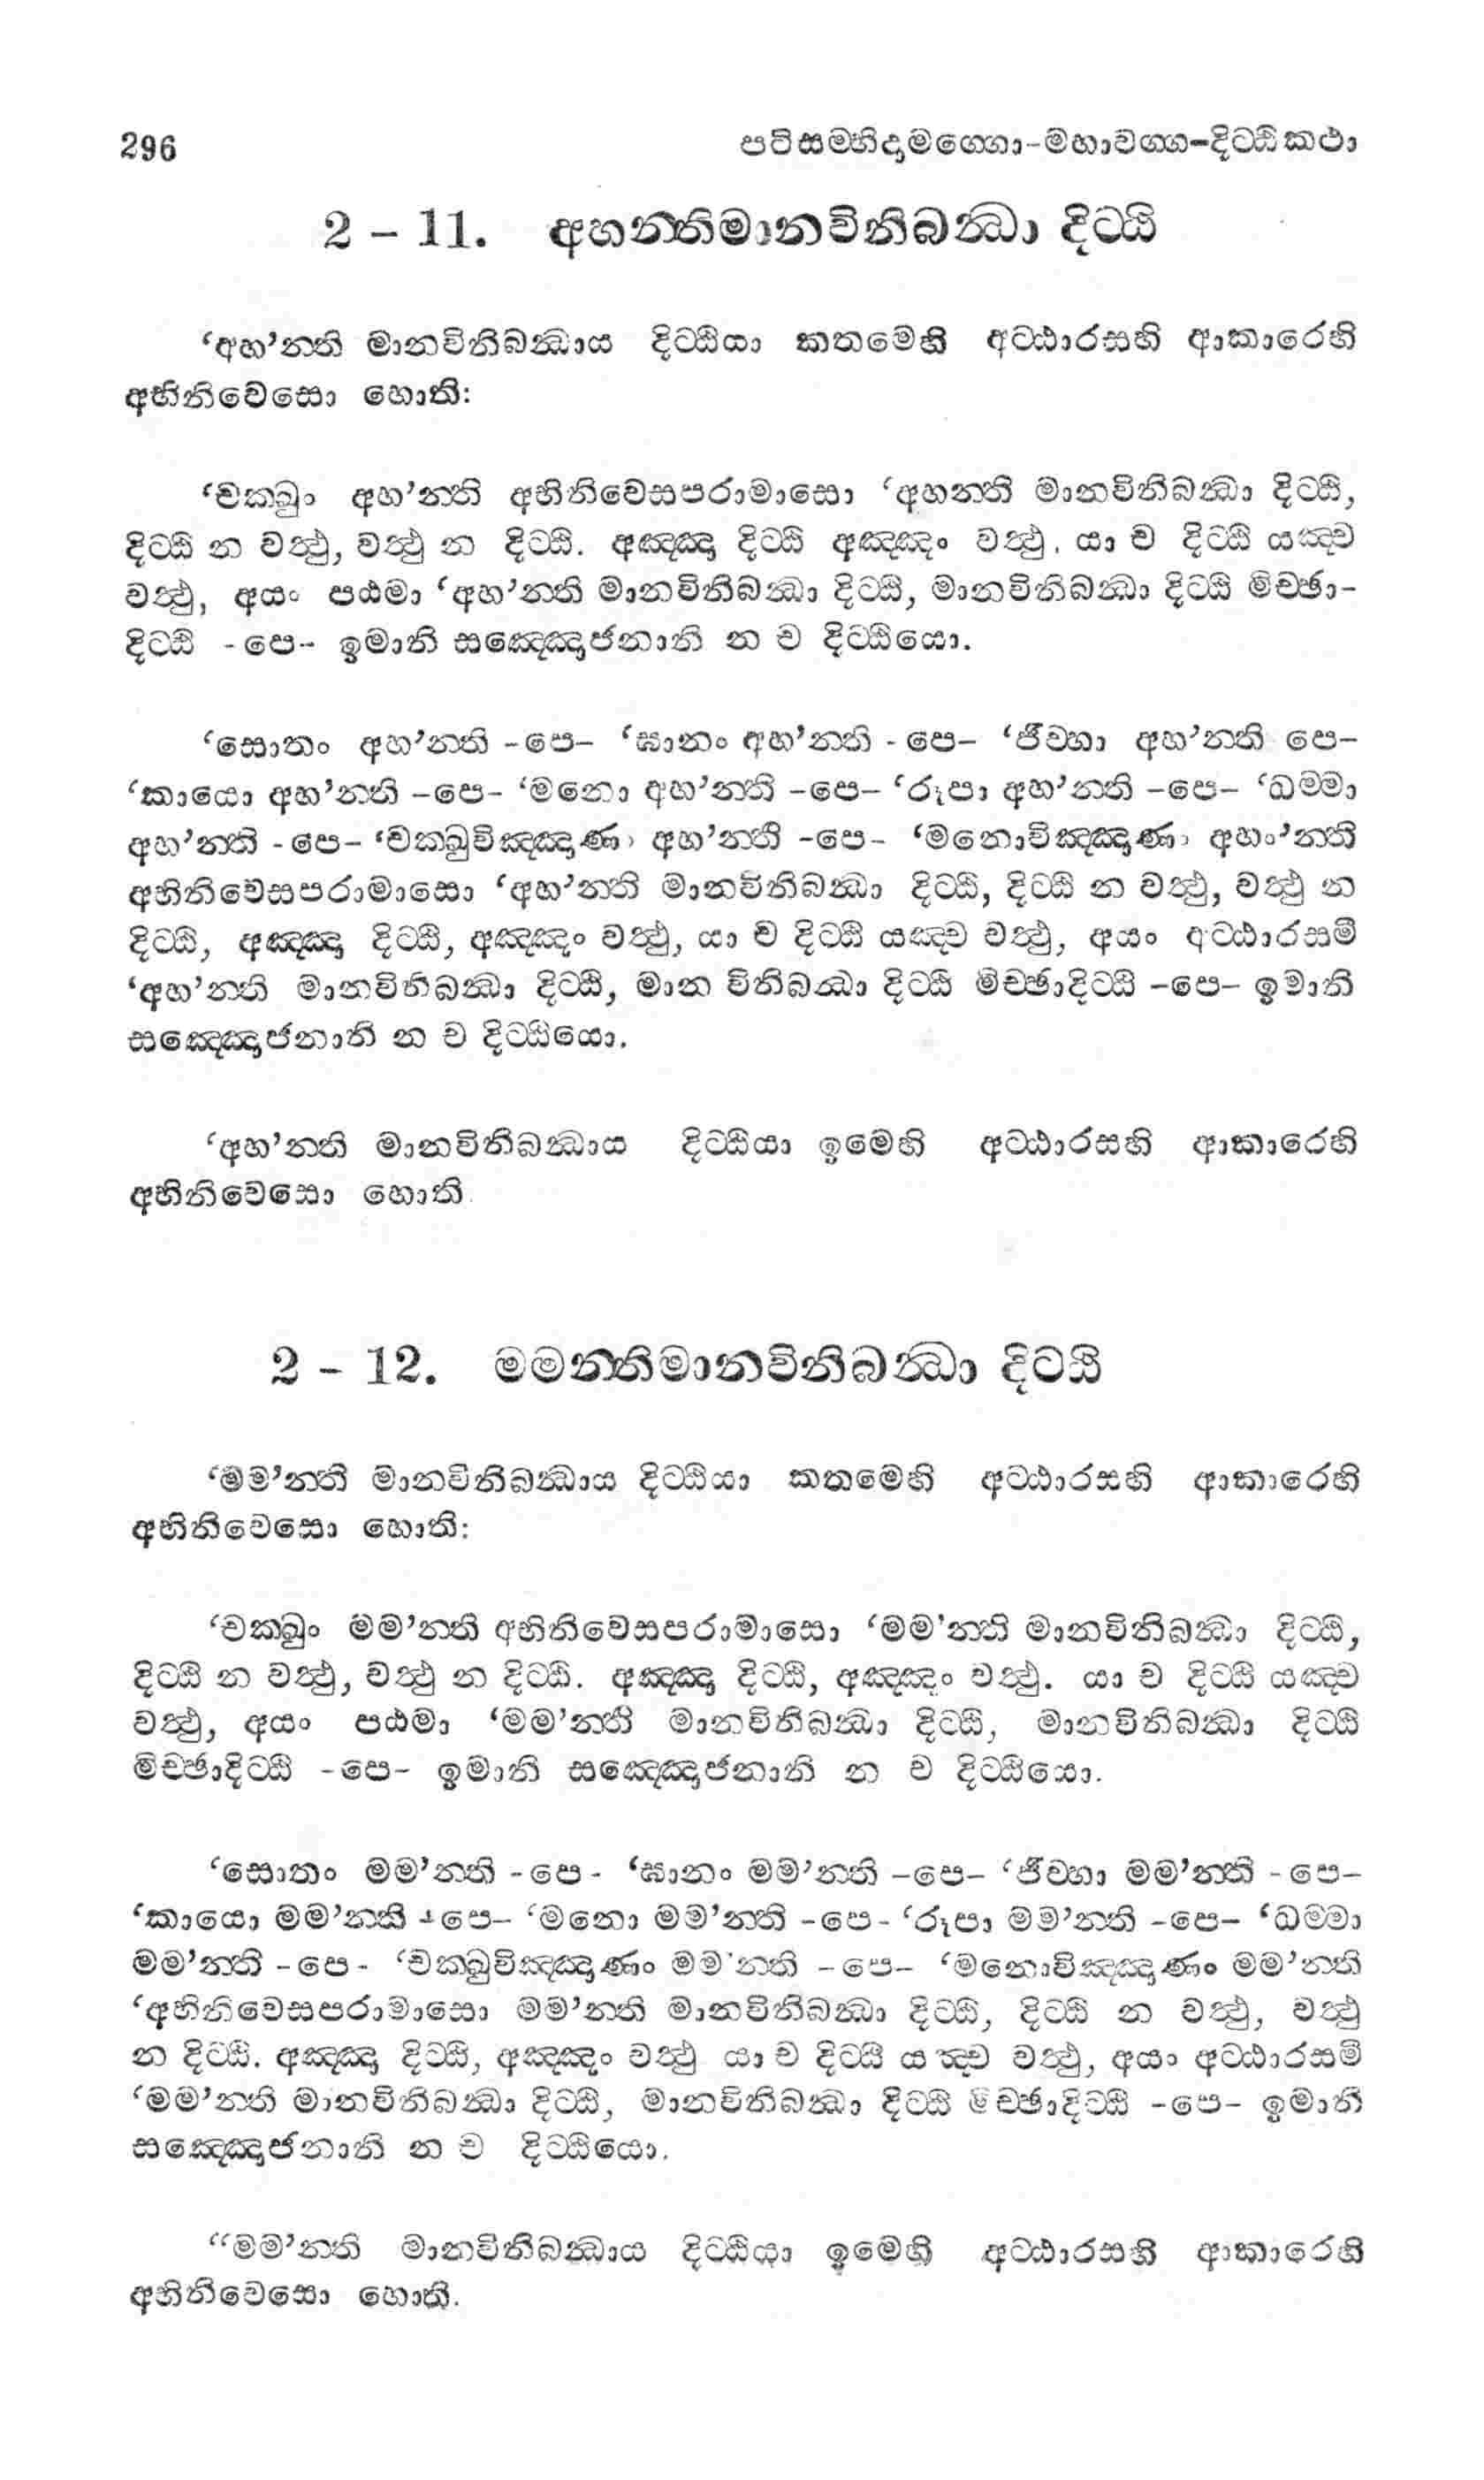 296 පටිසම්භිදාමග්ගො-මහාවග්ග-දිට්ඨිකථා
2 - 11. අහන්තිමානවිනිබන්ධා දිට්ඨි
‘අහ’න්ති මානවිනිබන්ධාය දිට්ඨියා කතමෙහි අට්ඨාරසහි ආකාරෙහි
අභිනිවෙසො හොති:
‘චක්ඛුං අහ’න්ති අභිනිවෙසපරාමාසො ‘අහන්ති මානවිනිබන්ධා දිට්ඨි,
දිට්ඨි න වත්ථු, වත්ථු න දිට්ඨි. අඤ්ඤා දිට්ඨි අඤ්ඤං වත්ථු. යා ච දිට්ඨි යඤ්ච
වත්ථු, අයං පඨමා ‘අහ’න්ති මානවිනිබන්ධා දිට්ඨි, මානවිනිබන්ධා දිට්ඨි මිච්ඡා-
දිට්ඨි -පෙ- ඉමානි සඤ්ඤොජනානි න ච දිට්ඨියො.
‘සොතං අහ’න්ති -පෙ- ‘ඝානං අහ’න්ති - පෙ- ‘ජිව්හා අහ’න්ති පෙ-
‘කායො අහ’න්ති -පෙ- ‘මනො අහ’න්ති -පෙ- ‘රූපා අහ’න්ති -පෙ- ‘ධම්මා
අහ’න්ති - පෙ- ‘චක්ඛුවිඤ්ඤාණං අහ’න්ති -පෙ- ‘මනොවිඤ්ඤාණං අහං’න්ති
අභිනිවෙසපරාමාසො ‘අහ’න්ති මානවිනිබන්ධා දිට්ඨි, දිට්ඨි න වත්ථු, වත්ථු න
දිට්ඨි, අඤ්ඤා දිට්ඨි, අඤ්ඤං වත්ථු, යා ච දිට්ඨි යඤ්ච වත්ථු, අයං අට්ඨාරසමී
‘අහ’න්ති මානවිනිබන්ධා දිට්ඨි, මාන විනිබන්ධා දිට්ඨි මිච්ඡාදිට්ඨි -පෙ- ඉමානි
සඤ්ඤොජනානි න ච දිට්ඨියො.
‘අහ’න්ති මානවිනිබන්ධාය දිට්ඨියා ඉමෙහි අට්ඨාරසහි ආකාරෙහි
අභිනිවෙසො හොති.
2 - 12. මමන්තිමානවිනිබන්ධා දිට්ඨි
‘මම’න්ති මානවිනිබන්ධාය දිට්ඨියා කතමෙහි අට්ඨාරසහි ආකාරෙහි
අභිනිවෙසො හොති:
‘චක්ඛුං මම’න්ති අභිනිවෙසපරාමාසො ‘මම’න්ති මානවිනිබන්ධා දිට්ඨි,
දිට්ඨි න වත්ථු, වත්ථු න දිට්ඨි. අඤ්ඤා දිට්ඨි, අඤ්ඤං වත්ථු. යා ච දිට්ඨි යඤ්ච
වත්ථු, අයං පඨමා ‘මම’න්ති මානවිනිබන්ධා දිට්ඨි, මානවිනිබන්ධා දිට්ඨි
මිච්ඡාදිට්ඨි -පෙ- ඉමානි සඤ්ඤොජනානි න ච දිට්ඨියො.
‘සොතං මම’න්ති -පෙ- ‘ඝානං මම’න්ති -පෙ- ‘ජිව්හා මම’න්ති -පෙ-
‘කායො මම’න්ති -පෙ- ‘මනො මම’න්ති -පෙ- ‘රූපා මම’න්ති -පෙ- ‘ධම්මා
මම’න්ති -පෙ- ‘චක්ඛුවිඤ්ඤාණං මම’න්ති -පෙ- ‘මනොවිඤ්ඤාණං මම’න්ති
‘අභිනිවෙසපරාමාසො මම’න්ති මානවිනිබන්ධා දිට්ඨි, දිට්ඨි න වත්ථු, වත්ථු
න දිට්ඨි. අඤ්ඤා දිට්ඨි, අඤ්ඤං වත්ථු යා ච දිට්ඨි යඤ්ච වත්ථු, අයං අට්ඨාරසමී
‘මම’න්ති මානවිනිබන්ධා දිට්ඨි, මානවිනිබන්ධා දිට්ඨි මිච්ඡාදිට්ඨි -පෙ- ඉමානි
සඤ්ඤොජනානි න ච දිට්ඨියො.
“මම’න්ති මානවිනිබන්ධාය දිට්ඨියා ඉමෙහි අට්ඨාරසහි ආකාරෙහි
අභිනිවෙසො හොති.